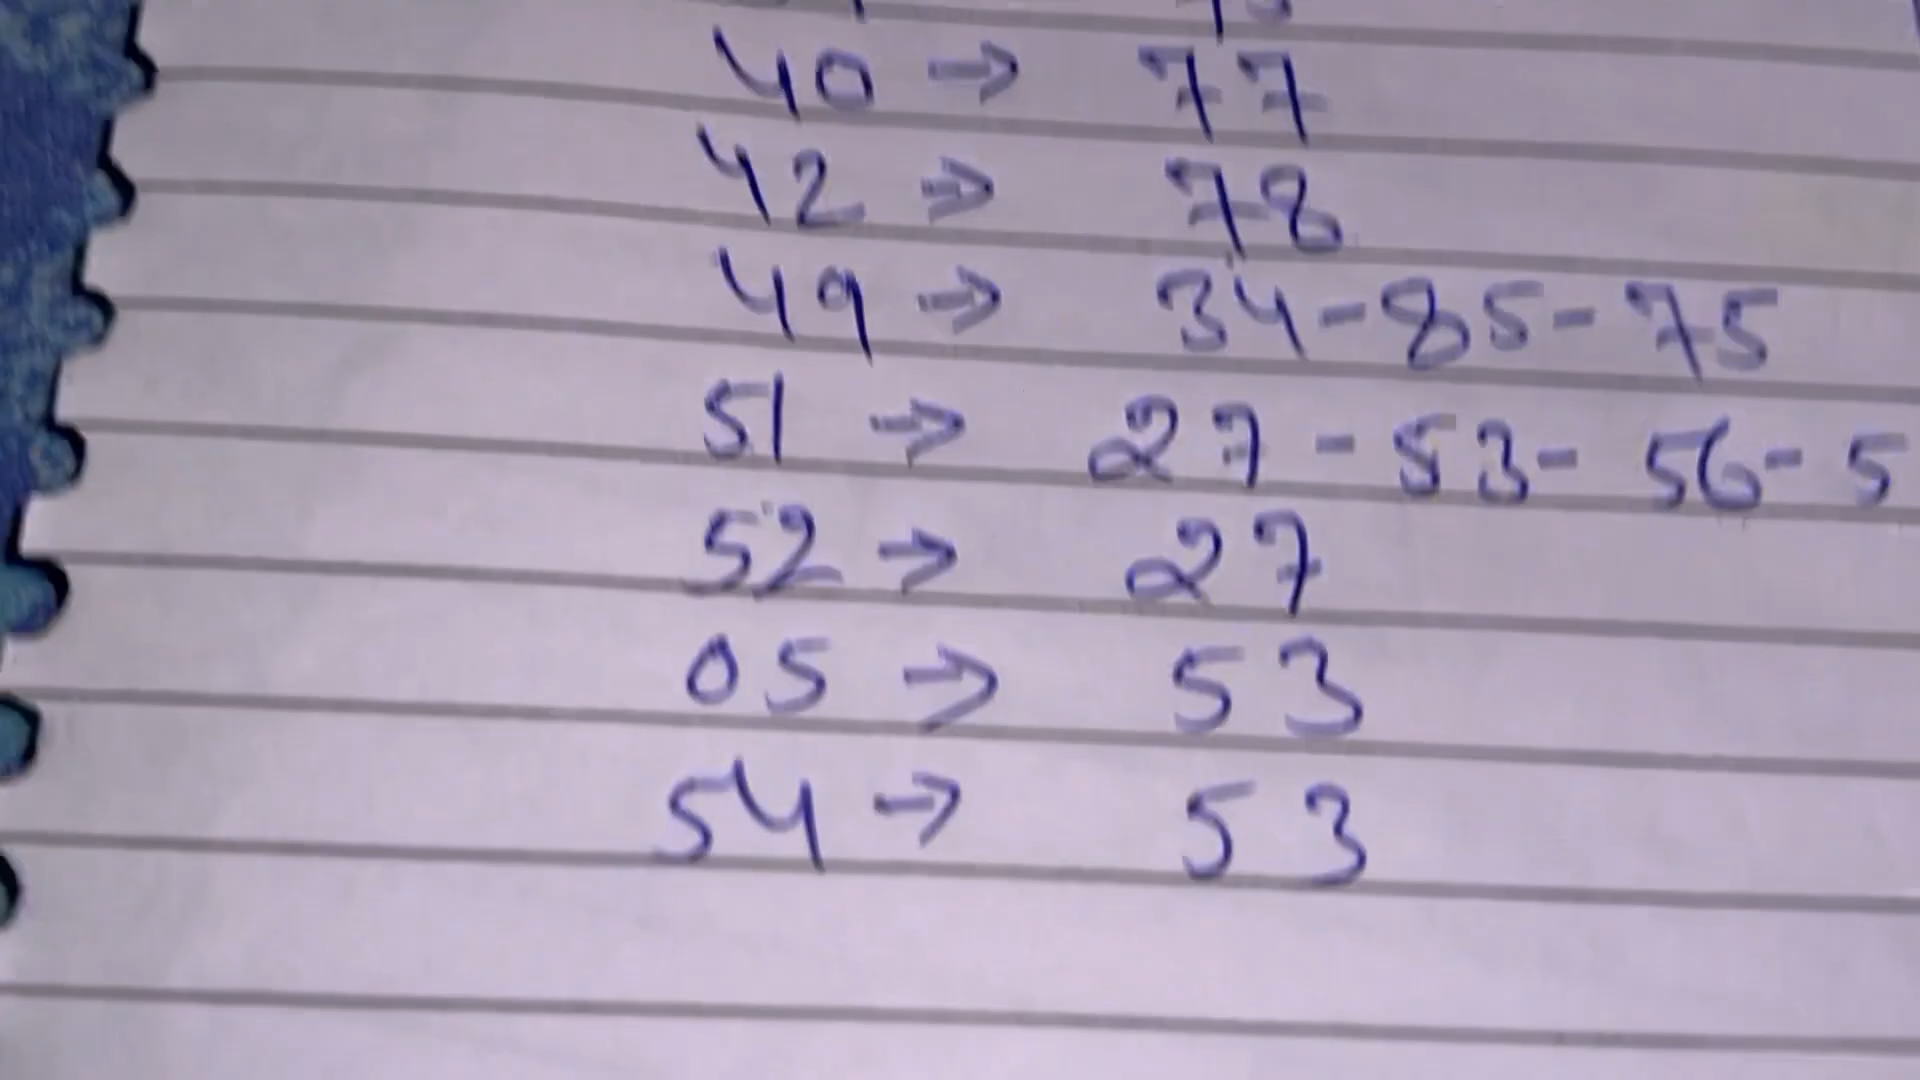 40 → 77
42 → 78
49 → 34-85-75
51 → 27-53-56-5
52 → 27
05 → 53
54 → 53